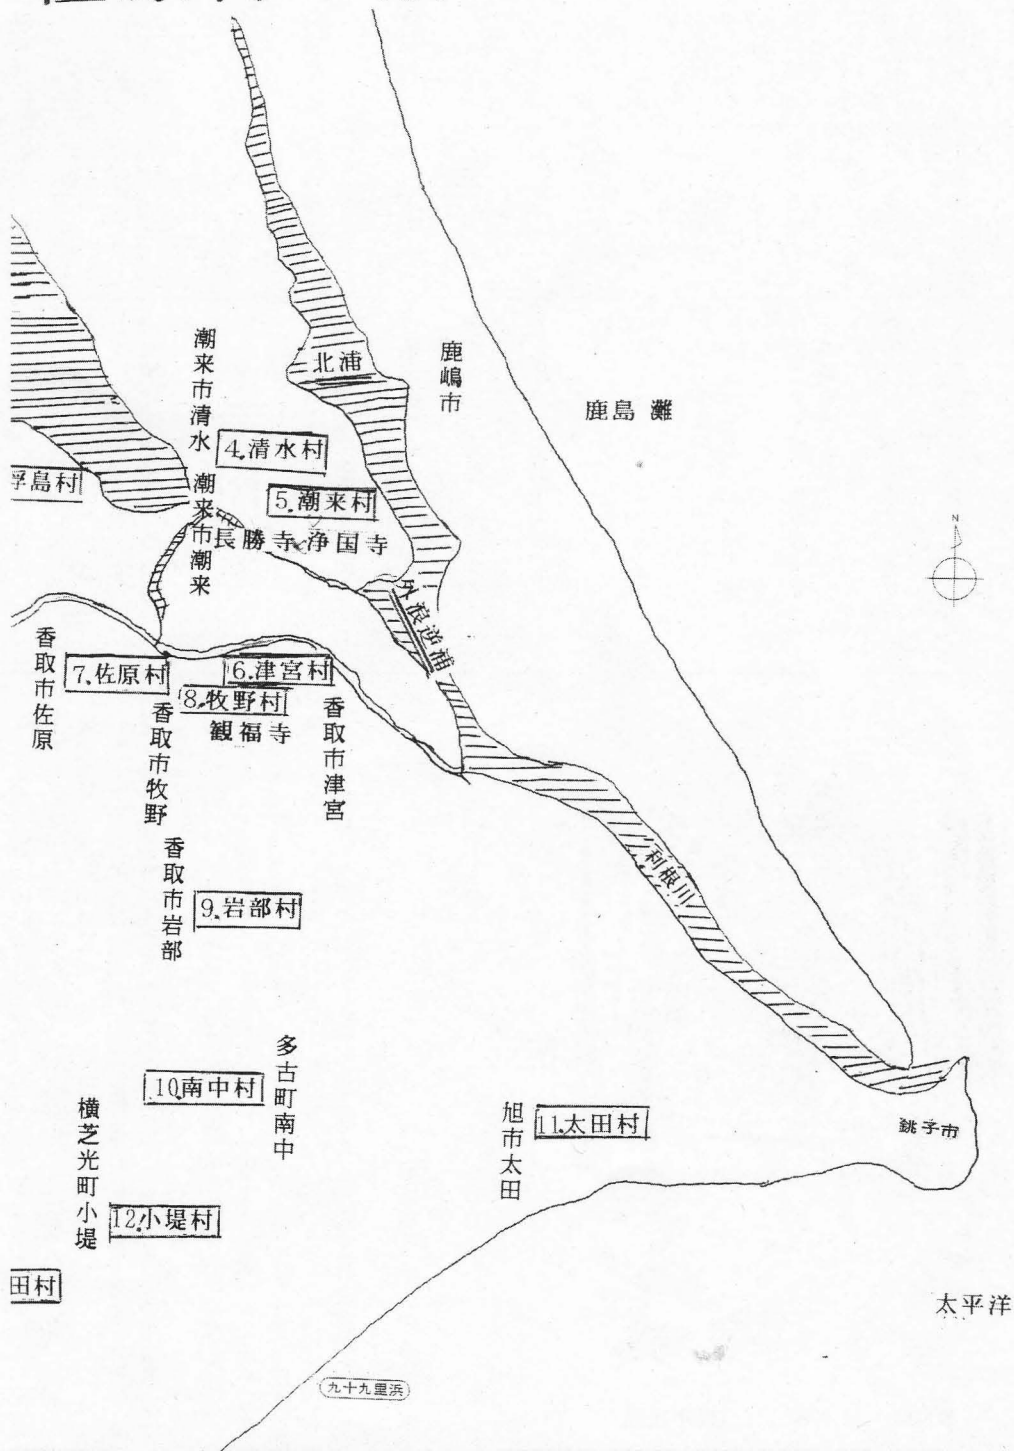 北浦
鹿嶋市
鹿島 灘
潮来市清水
4.清水村
浮島村
5.潮来村
潮来市潮来
長勝寺 浄国寺
外浪逆浦
N
香取市佐原
7.佐原村
6.津宮村
8.牧野村
観福寺
香取市牧野
香取市津宮
利根川
香取市岩部
9.岩部村
多古町南中
10.南中村
横芝光町小堤
旭市太田
11.太田村
銚子市
12.小堤村
田村
太平洋
九十九里浜